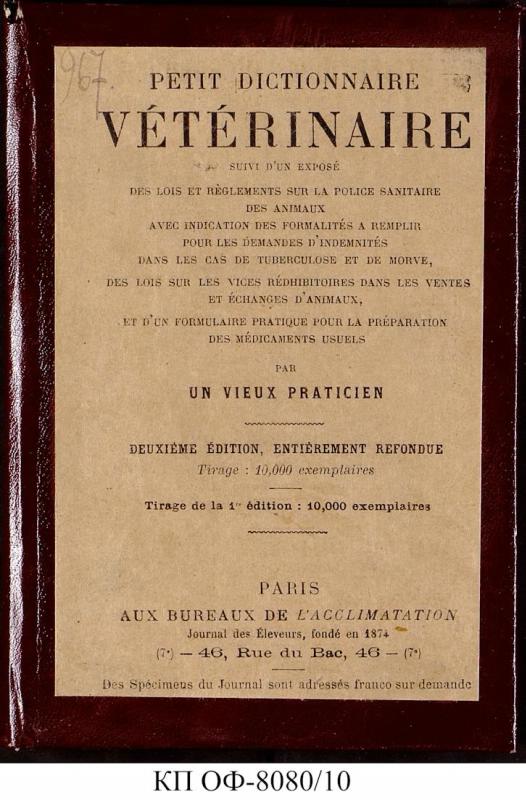 967
PETIT DICTIONNAIRE
VÉTÉRINAIRE
SUIVI D'UN EXPOSÉ
DES LOIS ET RÈGLEMENTS SUR LA POLICE SANITAIRE
DES ANIMAUX
AVEC INDICATION DES FORMALITÉS A REMPLIR
POUR LES DEMANDES D'INDEMNITÉS
DANS LES CAS DE TUBERCULOSE ET DE MORVE,
DES LOIS SUR LES VICES RÉDHIBITOIRES DANS LES VENTES
ET ÉCHANGES D'ANIMAUX,
ET D'UN FORMULAIRE PRATIQUE POUR LA PRÉPARATION
DES MÉDICAMENTS USUELS
PAR
UN VIEUX PRATICIEN
DEUXIÈME ÉDITION, ENTIÈREMENT REFONDUE
Tirage : 10,000 exemplaires
Tirage de la 1re édition : 10,000 exemplaires
PARIS
AUX BUREAUX DE L'ACCLIMATATION
Journal des Éleveurs, fondé en 1874
(7e) — 46, Rue du Bac, 46 — (7e)
Des Spécimens du Journal sont adressés franco sur demande
КП ОФ-8080/10